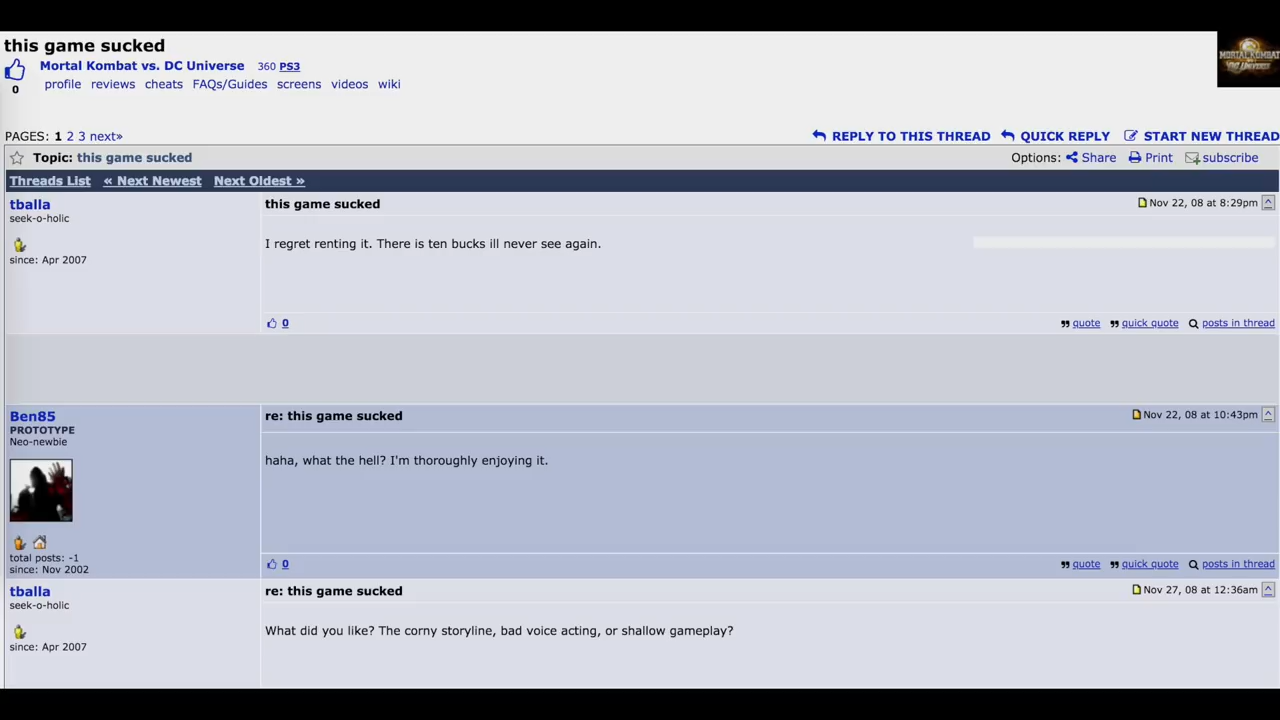 this game sucked
Mortal Kombat vs. DC Universe 360 PS3
0
profile reviews cheats FAQs/Guides screens videos wiki
MORTAL KOMBAT
DC UNIVERSE
PAGES: 1 2 3 next» REPLY TO THIS THREAD QUICK REPLY START NEW THREAD
Topic: this game sucked Options: Share Print subscribe
Threads List « Next Newest Next Oldest »
tballa this game sucked Nov 22, 08 at 8:29pm
seek-o-holic
I regret renting it. There is ten bucks ill never see again.
since: Apr 2007
0 quote quick quote posts in thread
Ben85 re: this game sucked Nov 22, 08 at 10:43pm
PROTOTYPE
Neo-newbie
haha, what the hell? I'm thoroughly enjoying it.
total posts: -1
since: Nov 2002
0 quote quick quote posts in thread
tballa re: this game sucked Nov 27, 08 at 12:36am
seek-o-holic
What did you like? The corny storyline, bad voice acting, or shallow gameplay?
since: Apr 2007